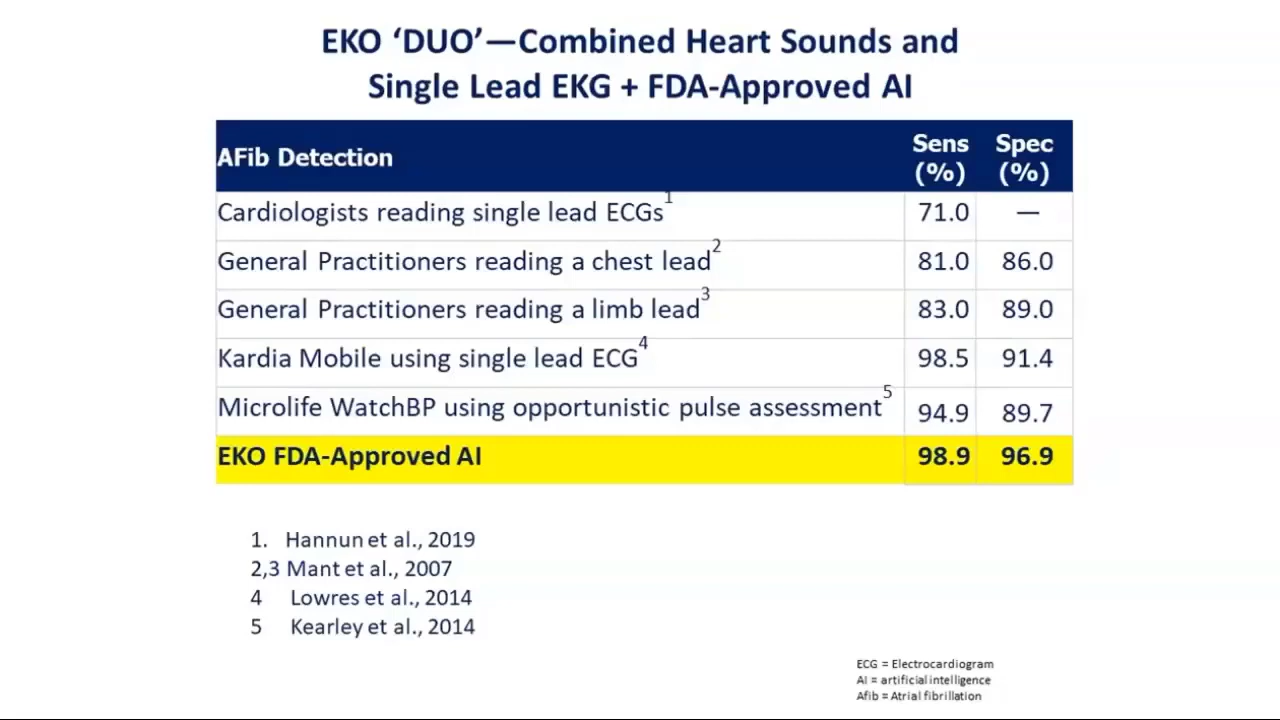 EKO ‘DUO’—Combined Heart Sounds and
Single Lead EKG + FDA-Approved AI
AFib Detection Sens (%) Spec (%)
Cardiologists reading single lead ECGs1 71.0 —
General Practitioners reading a chest lead2 81.0 86.0
General Practitioners reading a limb lead3 83.0 89.0
Kardia Mobile using single lead ECG4 98.5 91.4
Microlife WatchBP using opportunistic pulse assessment5 94.9 89.7
EKO FDA-Approved AI 98.9 96.9
1. Hannun et al., 2019
2,3 Mant et al., 2007
4 Lowres et al., 2014
5 Kearley et al., 2014
ECG = Electrocardiogram
AI = artificial intelligence
Afib = Atrial fibrillation